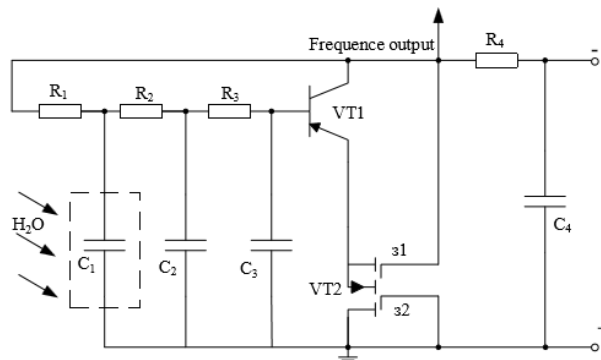 Frequence output
R4
-
R1
R2
R3
VT1
H2O
C1
C2
C3
C4
з1
VT2
з2